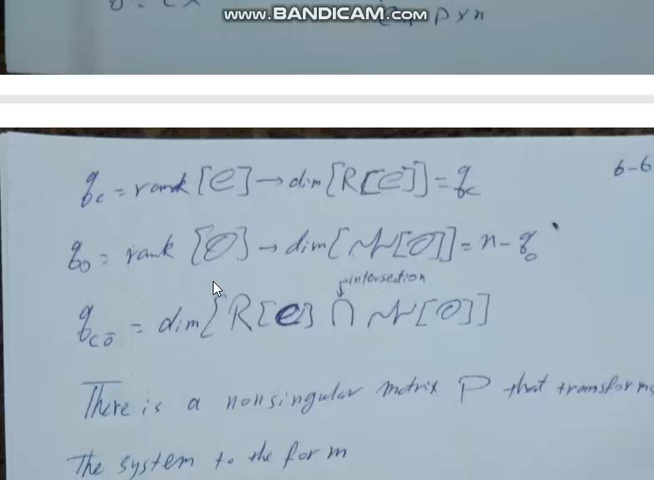 www.BANDICAM.com
p×n
6-6
q_c = rank [C] → dim [R[C]] = q_c
q_o = rank [O] → dim [N[O]] = n - q_o
intersection
q_cō = dim [R[C] ∩ N[O]]
There is a nonsingular matrix P that transform
The system to the form